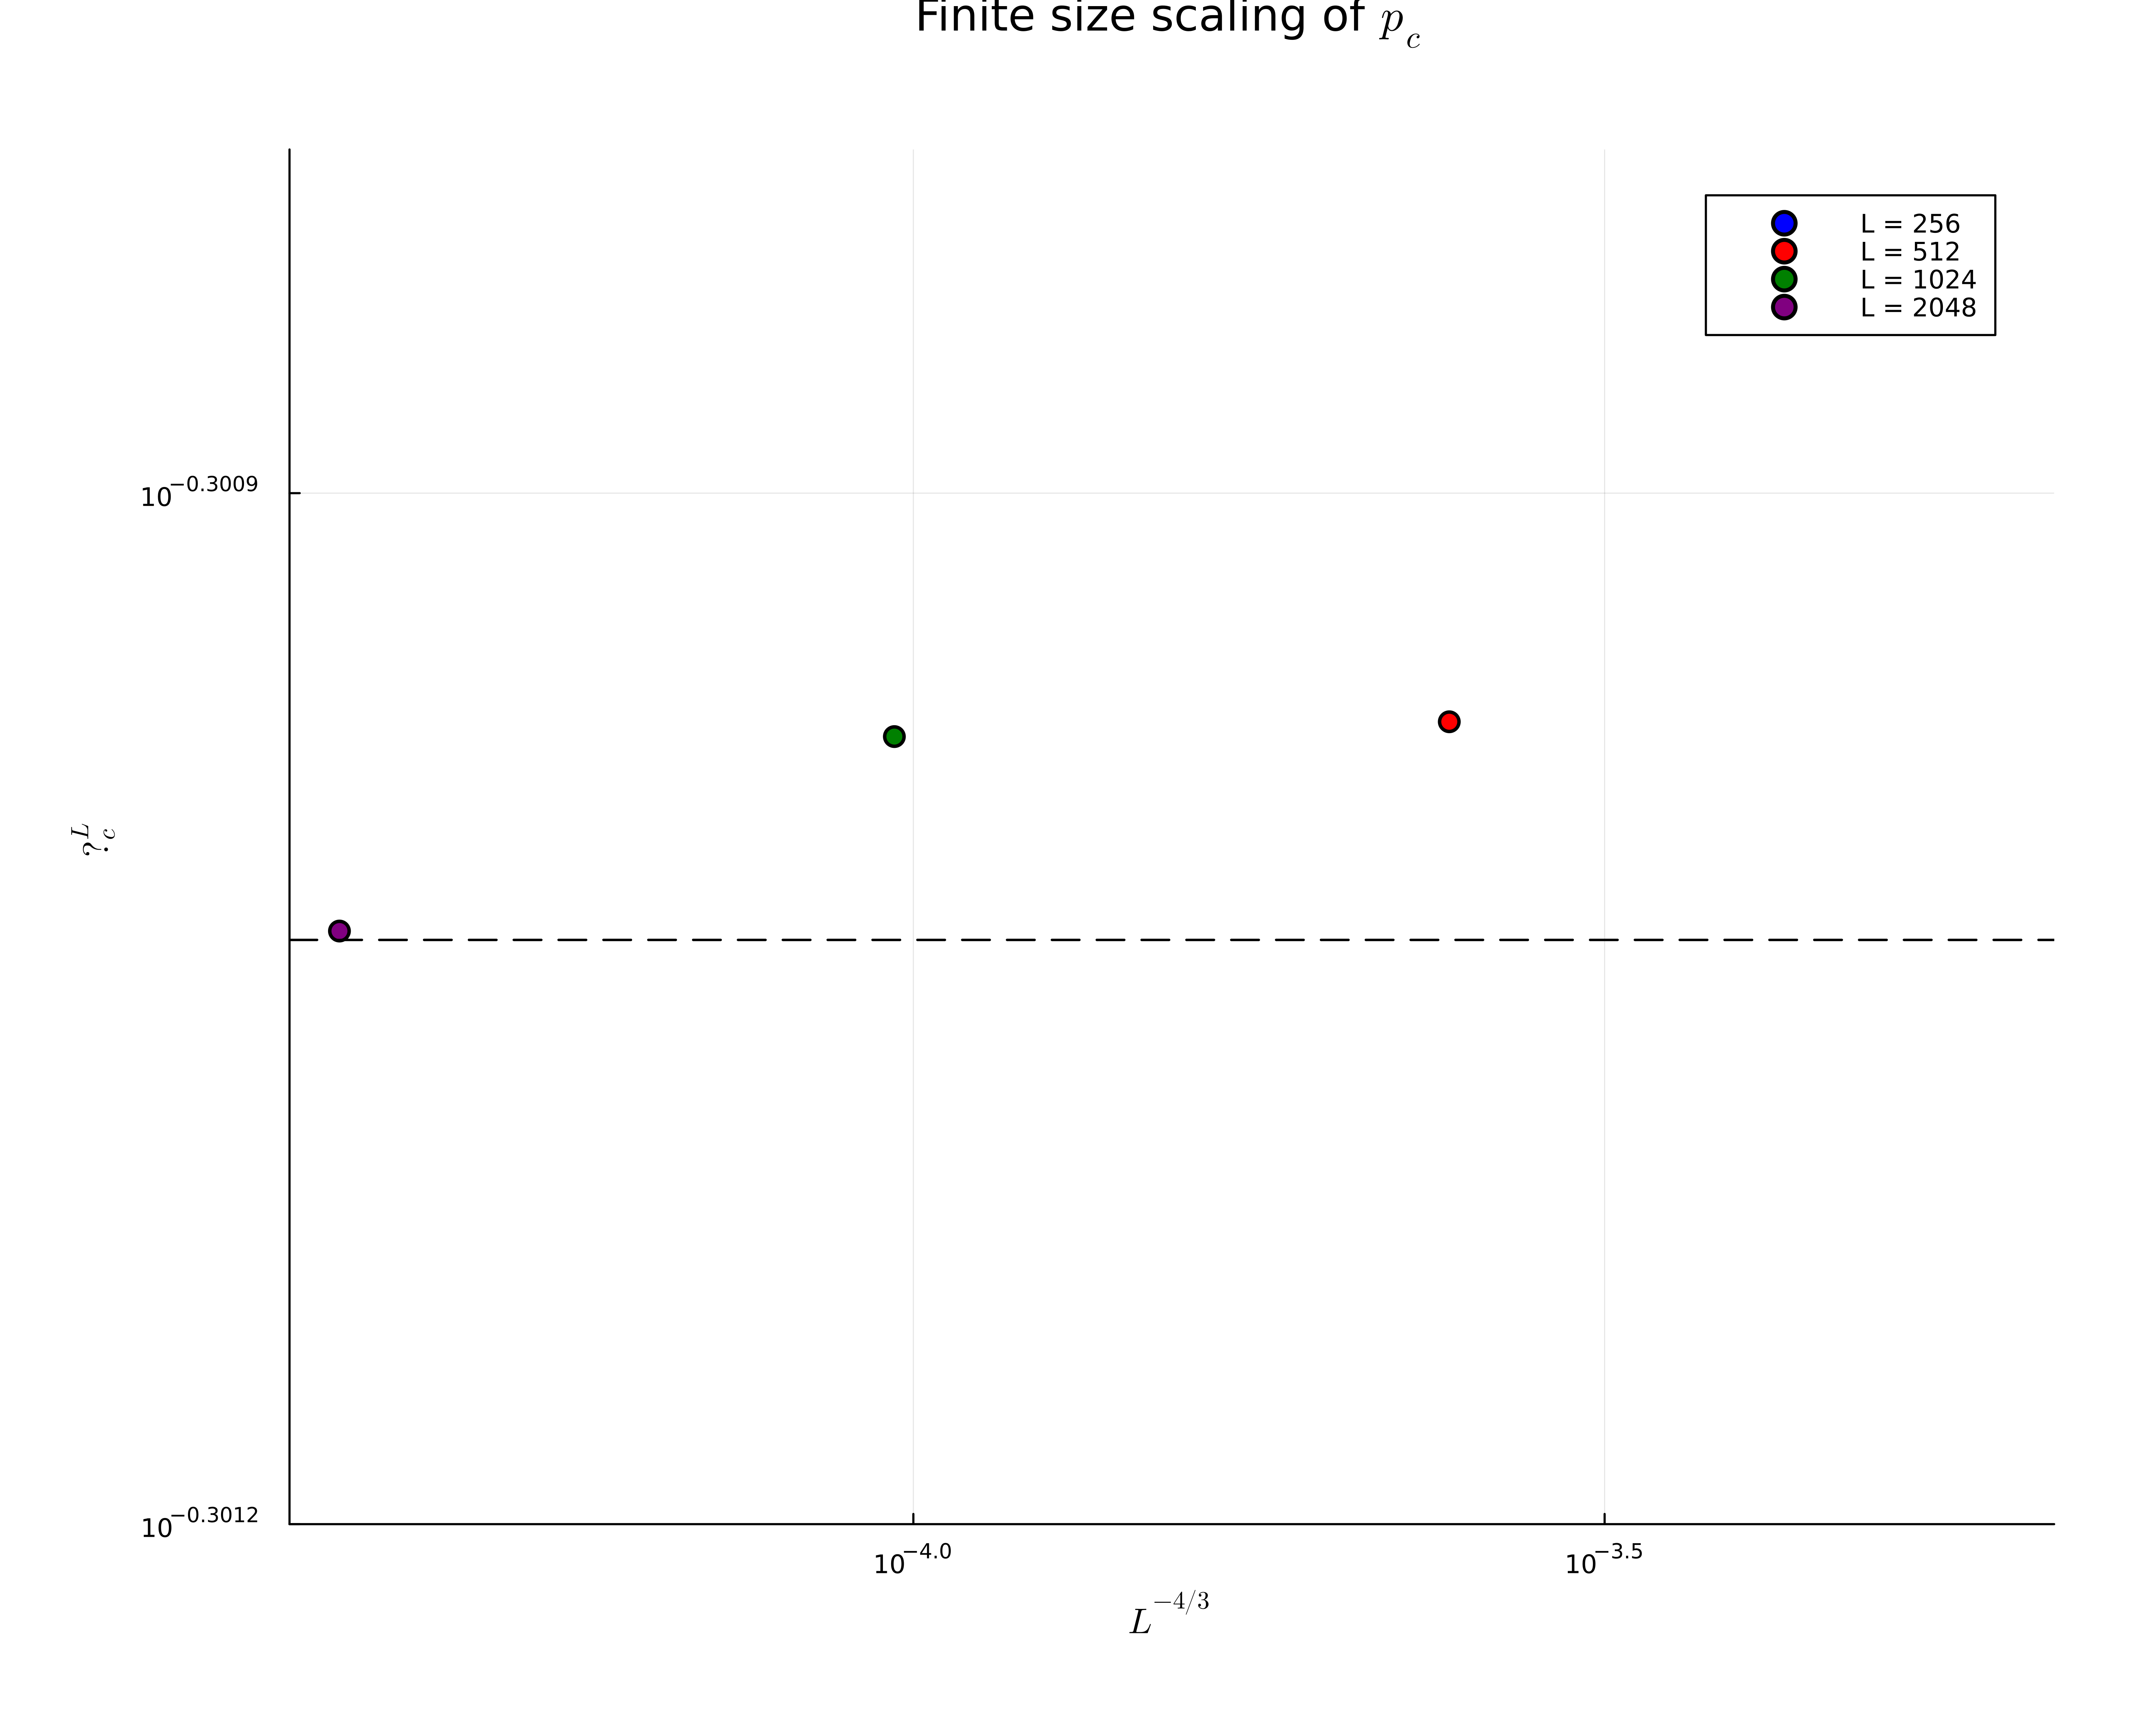 Finite size scaling of p_c
L = 256
L = 512
L = 1024
L = 2048
10^−0.3009
?_c^L
10^−0.3012
10^−4.0
10^−3.5
L^−4/3